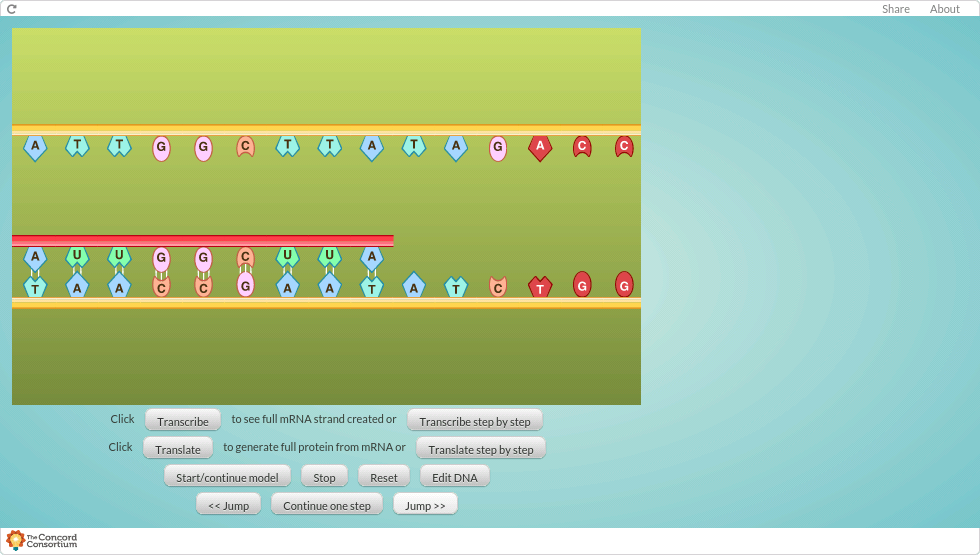 Share About
A T T G G C T T A T A G A C C
A U U G G C U U A
T A A C C G A A T A T C T G G
Click Transcribe to see full mRNA strand created or Transcribe step by step
Click Translate to generate full protein from mRNA or Translate step by step
Start/continue model Stop Reset Edit DNA
<< Jump Continue one step Jump >>
The Concord
Consortium